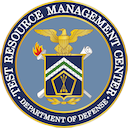 TEST RESOURCE MANAGEMENT CENTER
DEPARTMENT OF DEFENSE